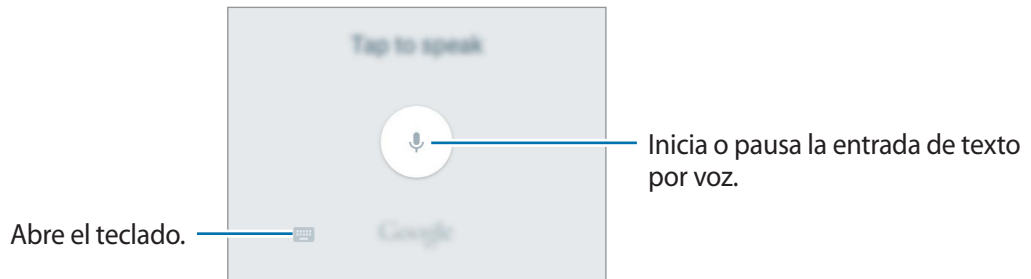 Tap to speak
Inicia o pausa la entrada de texto
por voz.
Abre el teclado.
Google